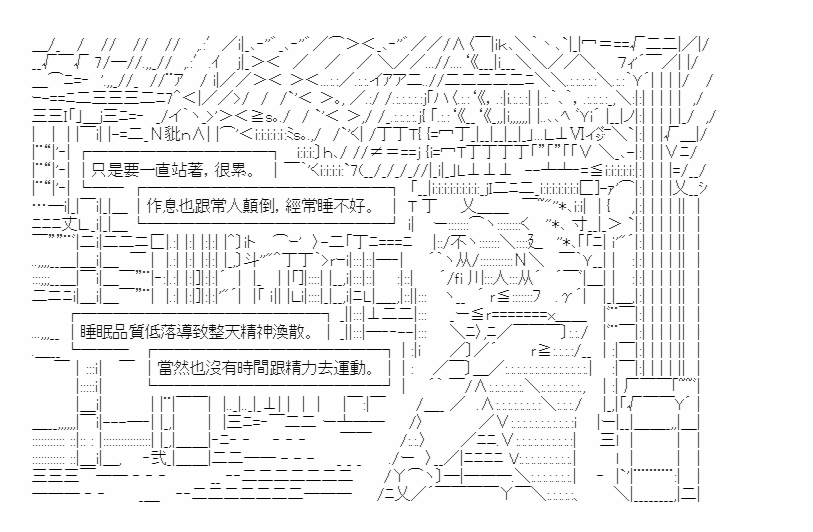 只是要一直站著，很累。
作息也跟常人顛倒，經常睡不好。
睡眠品質低落導致整天精神渙散。
當然也沒有時間跟精力去運動。